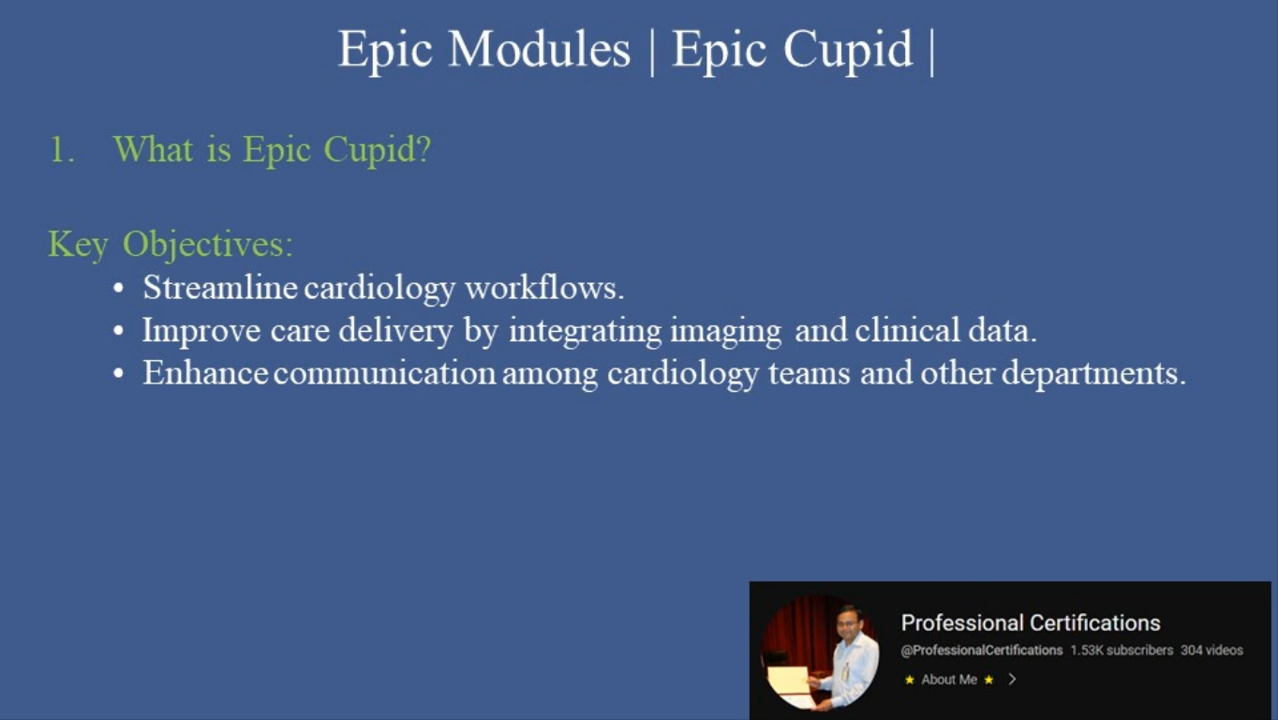 Epic Modules | Epic Cupid |
1. What is Epic Cupid?
Key Objectives:
• Streamline cardiology workflows.
• Improve care delivery by integrating imaging and clinical data.
• Enhance communication among cardiology teams and other departments.
Professional Certifications
@ProfessionalCertifications 1.53K subscribers 304 videos
★ About Me ★ >